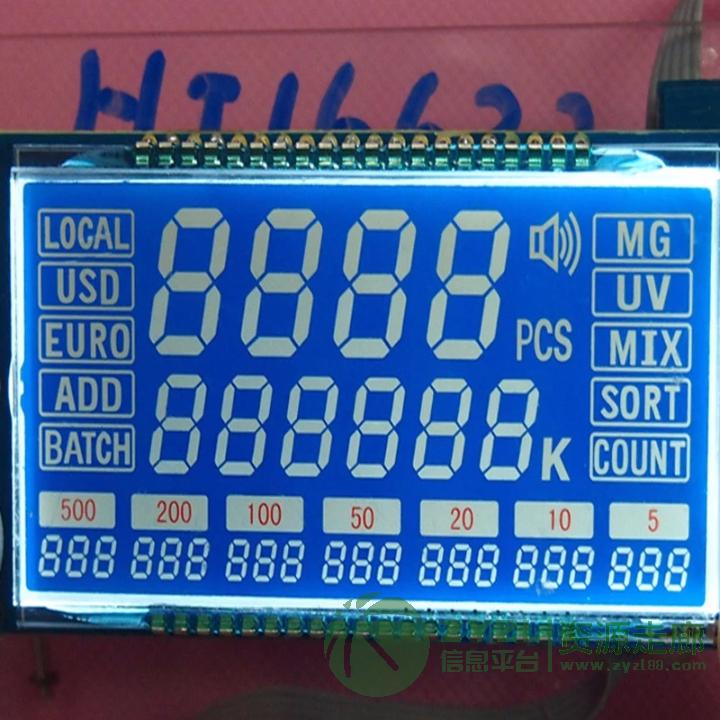 LOCAL
USD
EURO
ADD
BATCH
8888
PCS
888888K
MG
UV
MIX
SORT
COUNT
500 200 100 50 20 10 5
888 888 888 888 888 888 888
信息平台
资源走廊
www.zyzl88.com